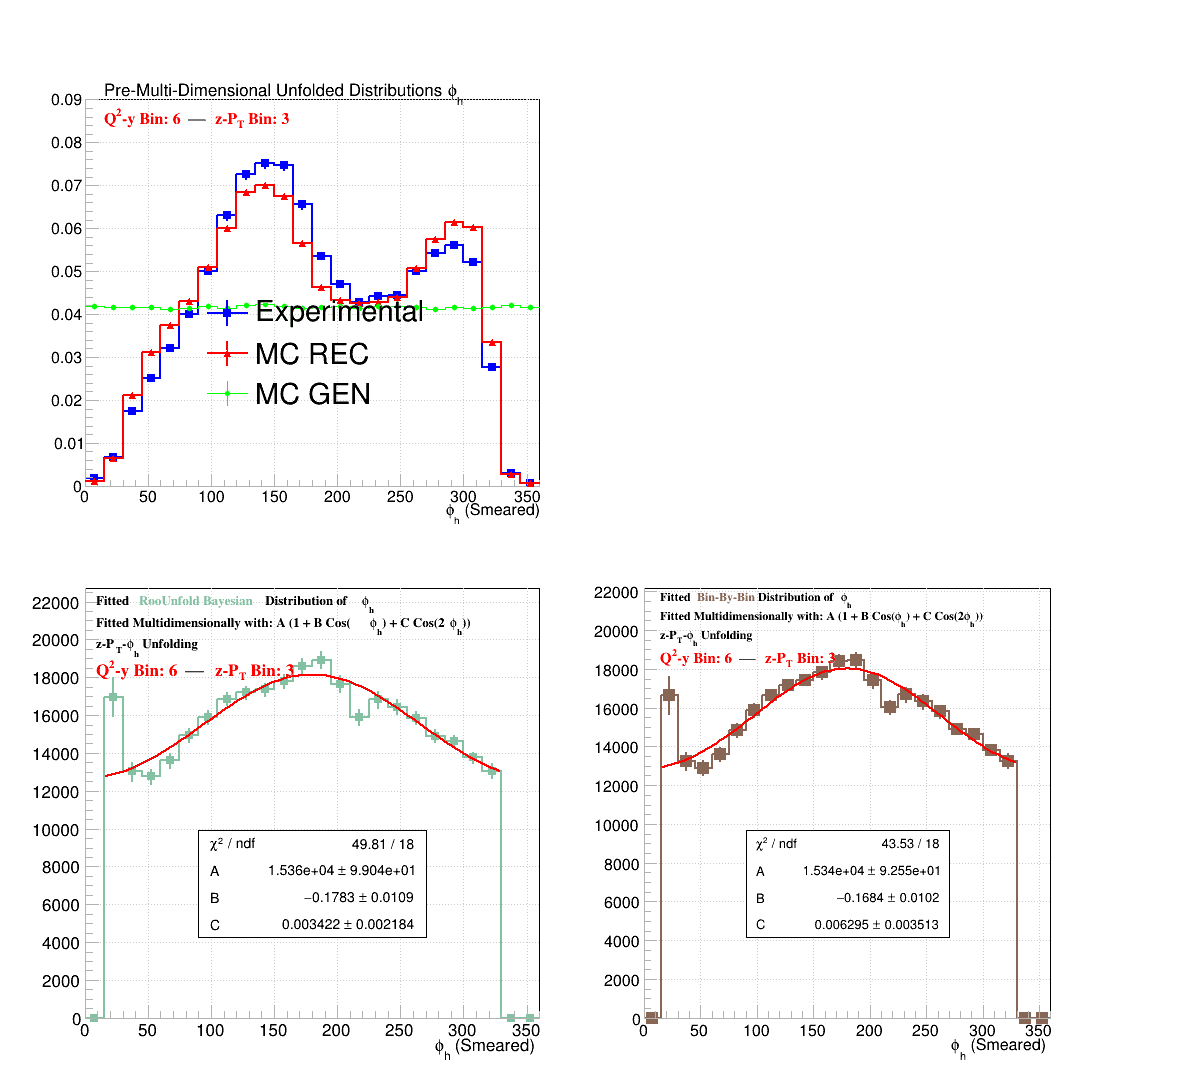 Pre-Multi-Dimensional Unfolded Distributions ϕh
Q2-y Bin: 6 — z-PT Bin: 3
0.09
0.08
0.07
0.06
0.05
0.04
0.03
0.02
0.01
0
Experimental
MC REC
MC GEN
0 50 100 150 200 250 300 350
ϕh (Smeared)
Fitted RooUnfold Bayesian Distribution of ϕh
Fitted Multidimensionally with: A (1 + B Cos( ϕh) + C Cos(2 ϕh))
z-PT-ϕh Unfolding
Q2-y Bin: 6 — z-PT Bin: 3
22000
20000
18000
16000
14000
12000
10000
8000
6000
4000
2000
0
χ2 / ndf 49.81 / 18
A 1.536e+04 ± 9.904e+01
B −0.1783 ± 0.0109
C 0.003422 ± 0.002184
0 50 100 150 200 250 300 350
ϕh (Smeared)
Fitted Bin-By-Bin Distribution of ϕh
Fitted Multidimensionally with: A (1 + B Cos(ϕh) + C Cos(2ϕh))
z-PT-ϕh Unfolding
Q2-y Bin: 6 — z-PT Bin: 3
22000
20000
18000
16000
14000
12000
10000
8000
6000
4000
2000
0
χ2 / ndf 43.53 / 18
A 1.534e+04 ± 9.255e+01
B −0.1684 ± 0.0102
C 0.006295 ± 0.003513
0 50 100 150 200 250 300 350
ϕh (Smeared)